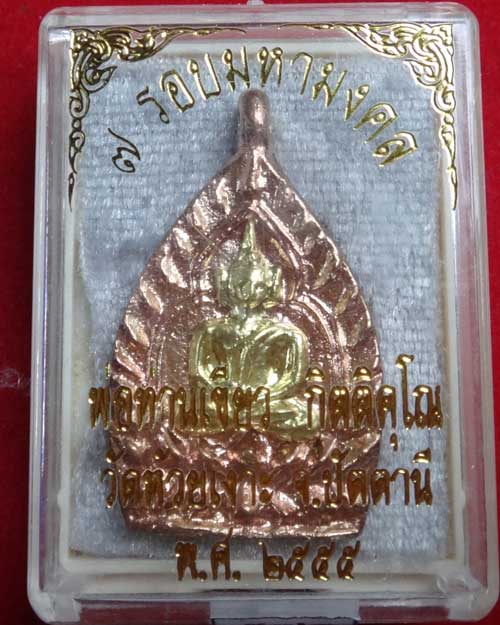 ๗ รอบมหามงคล
พ่อท่านเขียว กิตติคุโณ
วัดห้วยเงาะ จ.ปัตตานี
พ.ศ. ๒๕๕๕